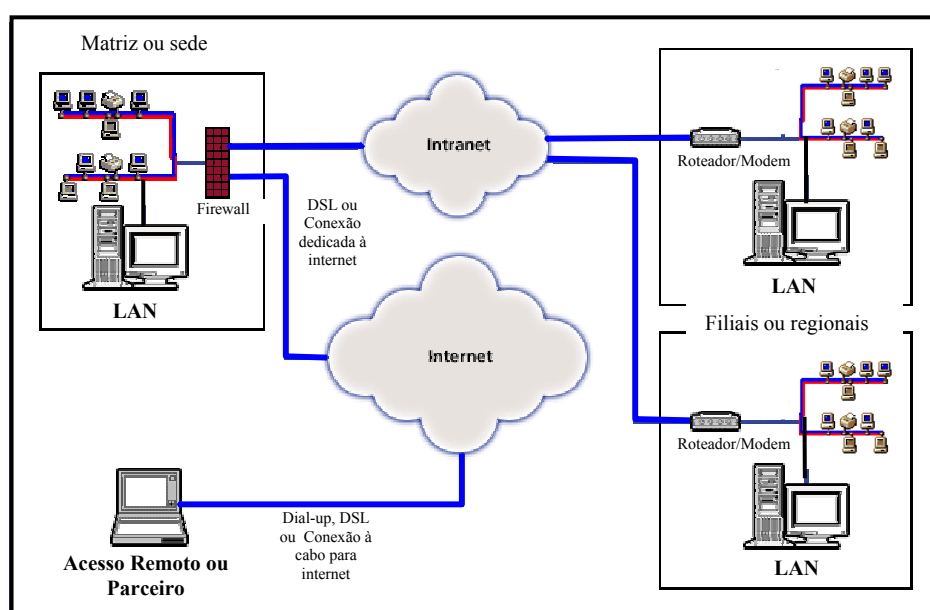 Matriz ou sede
Firewall
LAN
Intranet
DSL ou
Conexão
dedicada à
internet
Internet
Roteador/Modem
LAN
Filiais ou regionais
Roteador/Modem
LAN
Dial-up, DSL
ou Conexão à
cabo para
internet
Acesso Remoto ou
Parceiro